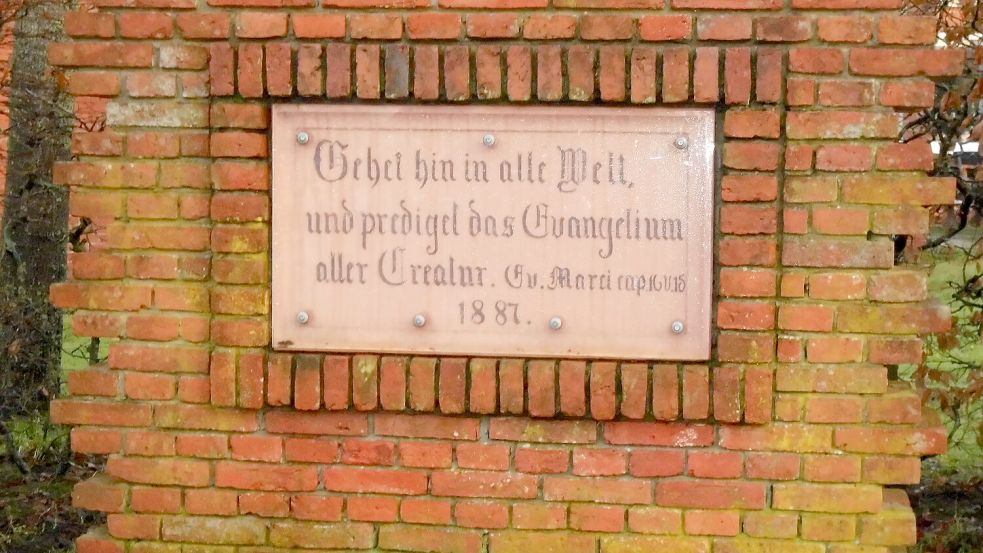 Gehet hin in alle Welt,
und prediget das Evangelium
aller Creatur. Ev. Marci cap. 16 v. 15
1887.